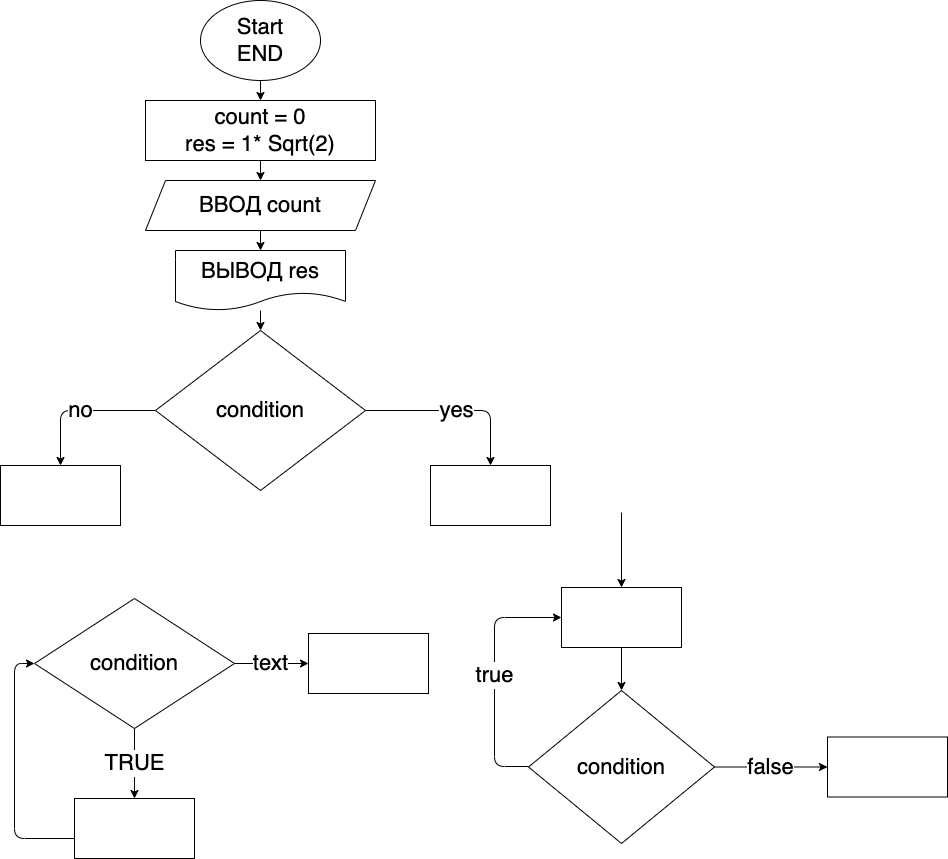 Start
END
count = 0
res = 1* Sqrt(2)
ВВОД count
ВЫВОД res
condition
no
yes
condition
text
TRUE
true
condition
false